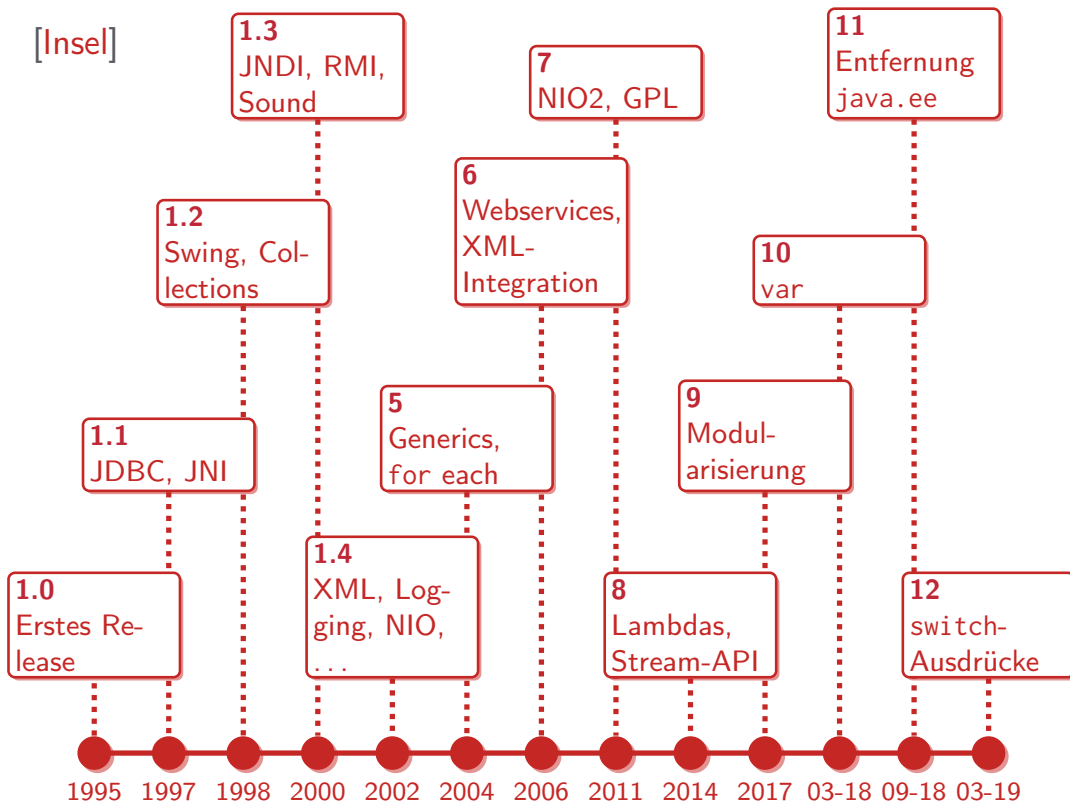 [Insel]
1.3
JNDI, RMI,
Sound
7
NIO2, GPL
11
Entfernung
java.ee
1.2
Swing, Col-
lections
6
Webservices,
XML-
Integration
10
var
1.1
JDBC, JNI
5
Generics,
for each
9
Modul-
arisierung
1.0
Erstes Re-
lease
1.4
XML, Log-
ging, NIO,
...
8
Lambdas,
Stream-API
12
switch-
Ausdrücke
1995 1997 1998 2000 2002 2004 2006 2011 2014 2017 03-18 09-18 03-19